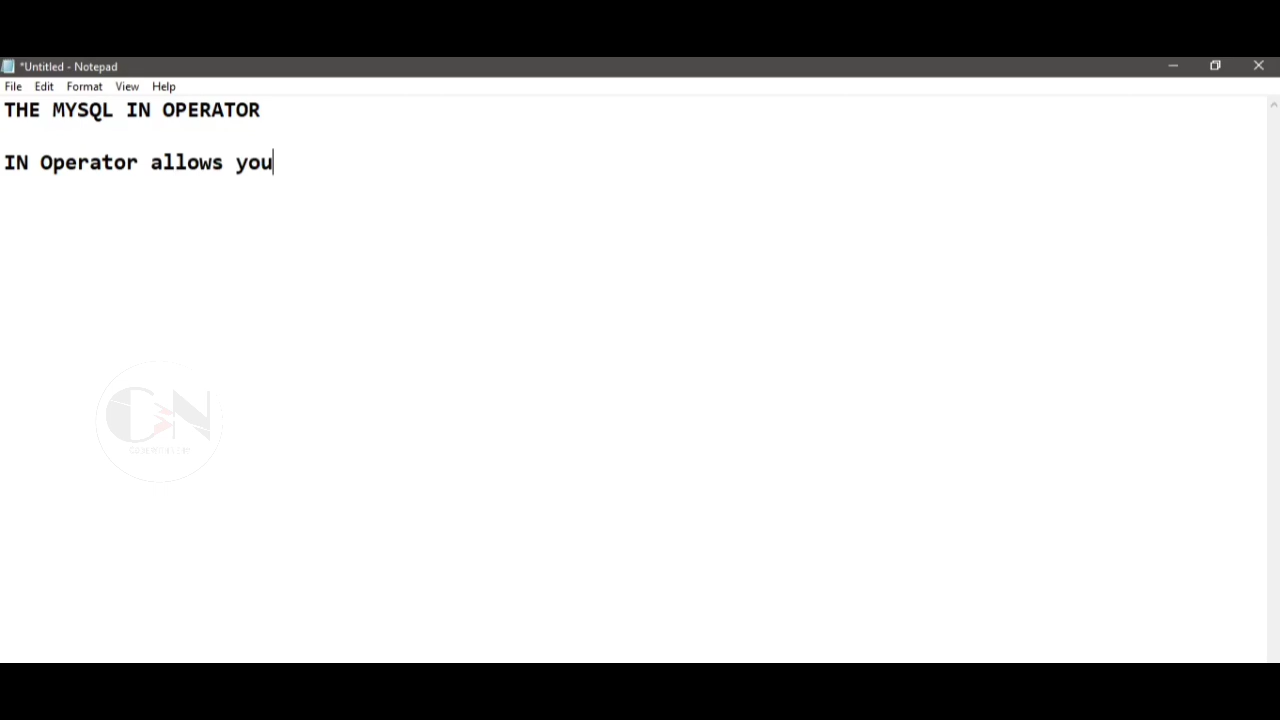 *Untitled - Notepad
File Edit Format View Help
THE MYSQL IN OPERATOR
IN Operator allows you